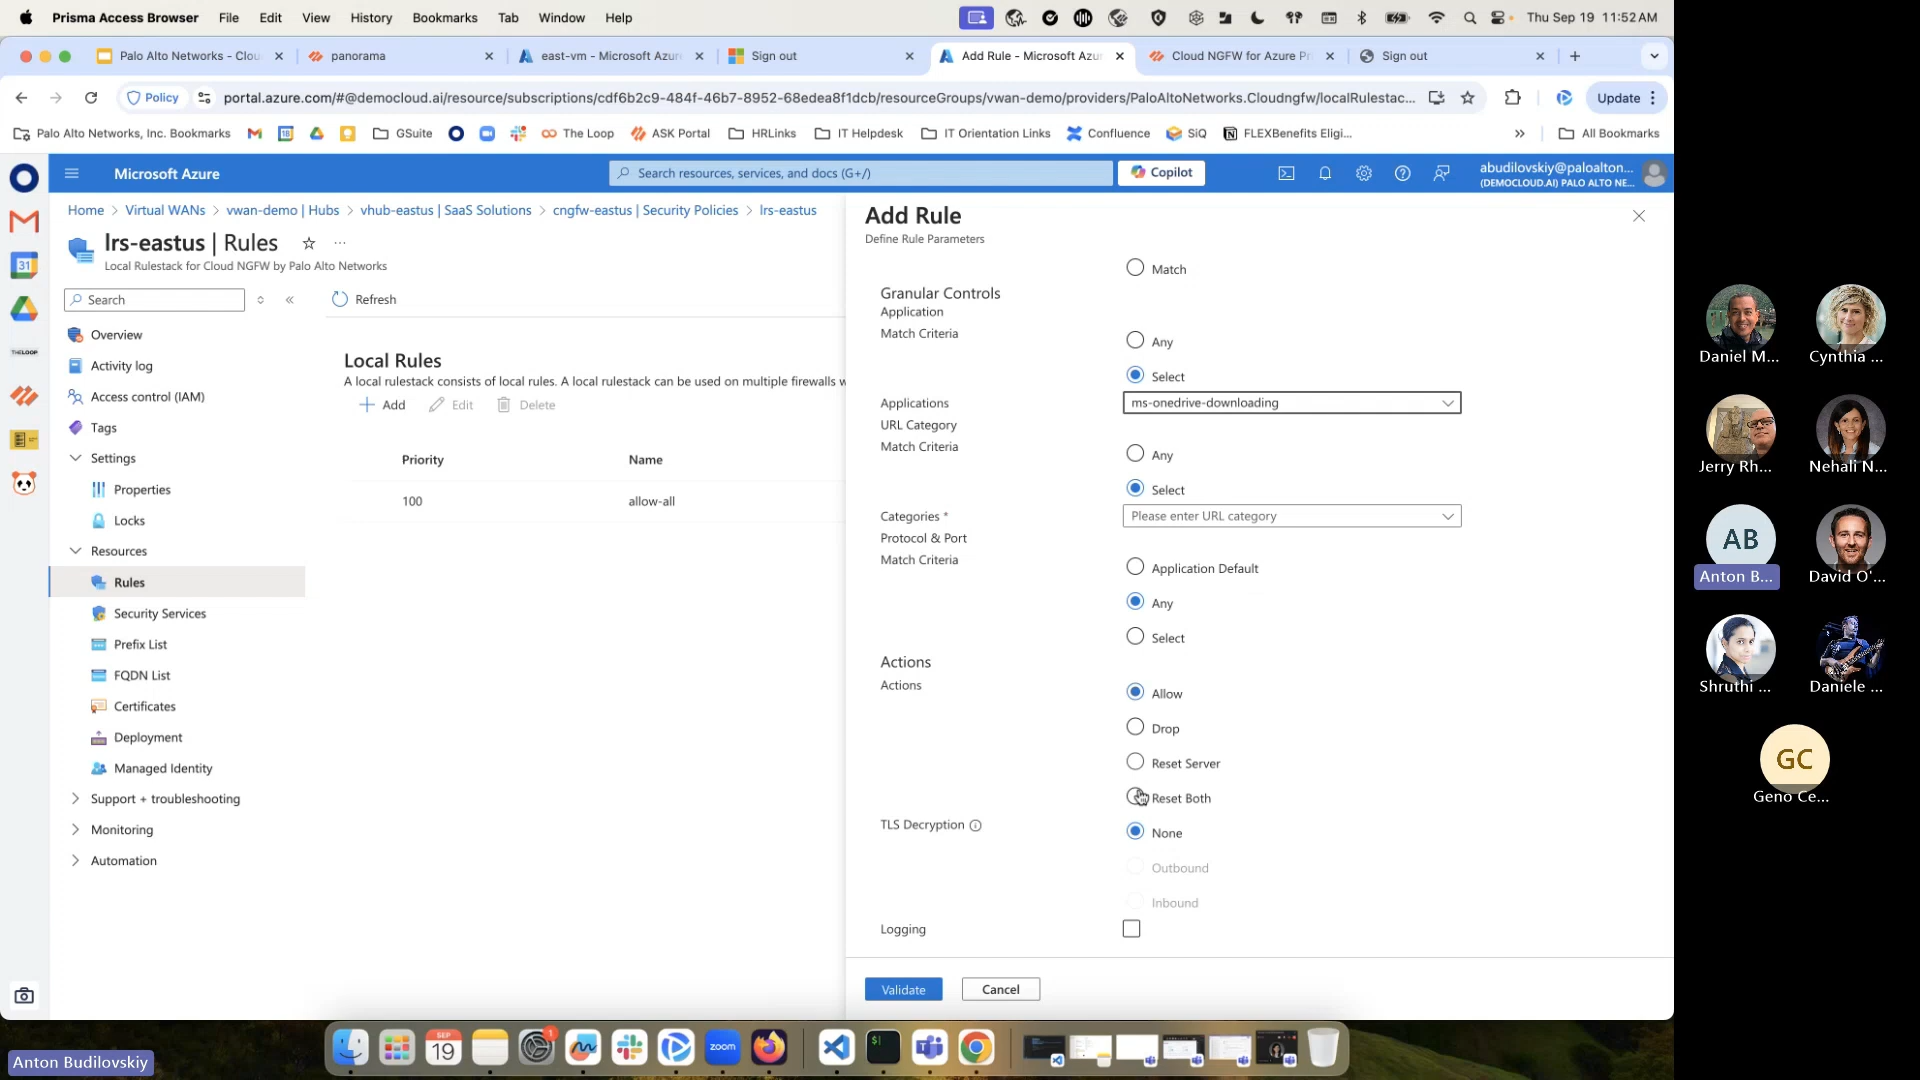 Prisma Access Browser File Edit View History Bookmarks Tab Window Help Thu Sep 19 11:52 AM
Palo Alto Networks - Clou panorama east-vm - Microsoft Azure Sign out Add Rule - Microsoft Azur Cloud NGFW for Azure Pr Sign out
Policy portal.azure.com/#@democloud.ai/resource/subscriptions/cdf6b2c9-484f-46b7-8952-68edea8f1dcb/resourceGroups/vwan-demo/providers/PaloAltoNetworks.Cloudngfw/localRulestac... Update
Palo Alto Networks, Inc. Bookmarks GSuite The Loop ASK Portal HRLinks IT Helpdesk IT Orientation Links Confluence SiQ FLEXBenefits Eligi... » All Bookmarks
Microsoft Azure Search resources, services, and docs (G+/) Copilot abudilovskiy@paloalton...
(DEMOCLOUD.AI) PALO ALTO NE...
Home > Virtual WANs > vwan-demo | Hubs > vhub-eastus | SaaS Solutions > cngfw-eastus | Security Policies > lrs-eastus
lrs-eastus | Rules
Local Rulestack for Cloud NGFW by Palo Alto Networks
Search
Refresh
Overview
Activity log
Access control (IAM)
Tags
Settings
Properties
Locks
Resources
Rules
Security Services
Prefix List
FQDN List
Certificates
Deployment
Managed Identity
Support + troubleshooting
Monitoring
Automation
THELOOP
31
Local Rules
A local rulestack consists of local rules. A local rulestack can be used on multiple firewalls w
Add Edit Delete
Priority Name
100 allow-all
Add Rule
Define Rule Parameters
Match
Granular Controls
Application
Match Criteria
Any
Select
Applications ms-onedrive-downloading
URL Category
Match Criteria
Any
Select
Categories * Please enter URL category
Protocol & Port
Match Criteria
Application Default
Any
Select
Actions
Actions
Allow
Drop
Reset Server
Reset Both
TLS Decryption
None
Outbound
Inbound
Logging
Validate Cancel
Daniel M... Cynthia ...
Jerry Rh... Nehali N...
AB
Anton B... David O'...
Shruthi ... Daniele ...
GC
Geno Ce...
SEP
19
1
zoom
Anton Budilovskiy